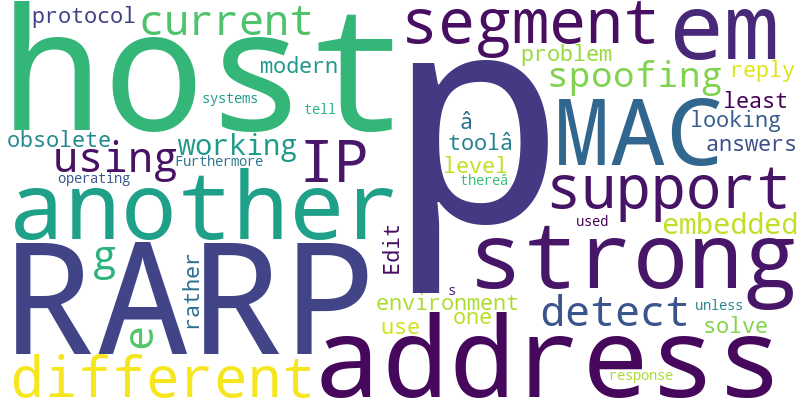 protocol
current
host
modern
systems
tell
obsolete
working
using
Furthermore
IP
operating
another
RARP
g
e
rather
different
Edit
segment
em
problem
spoofing
reply
p
â
toolâ
level
thereâ
MAC
least
looking
answers
support
used
embedded
strong
s
environment
use
one
detect
unless
solve
address
response